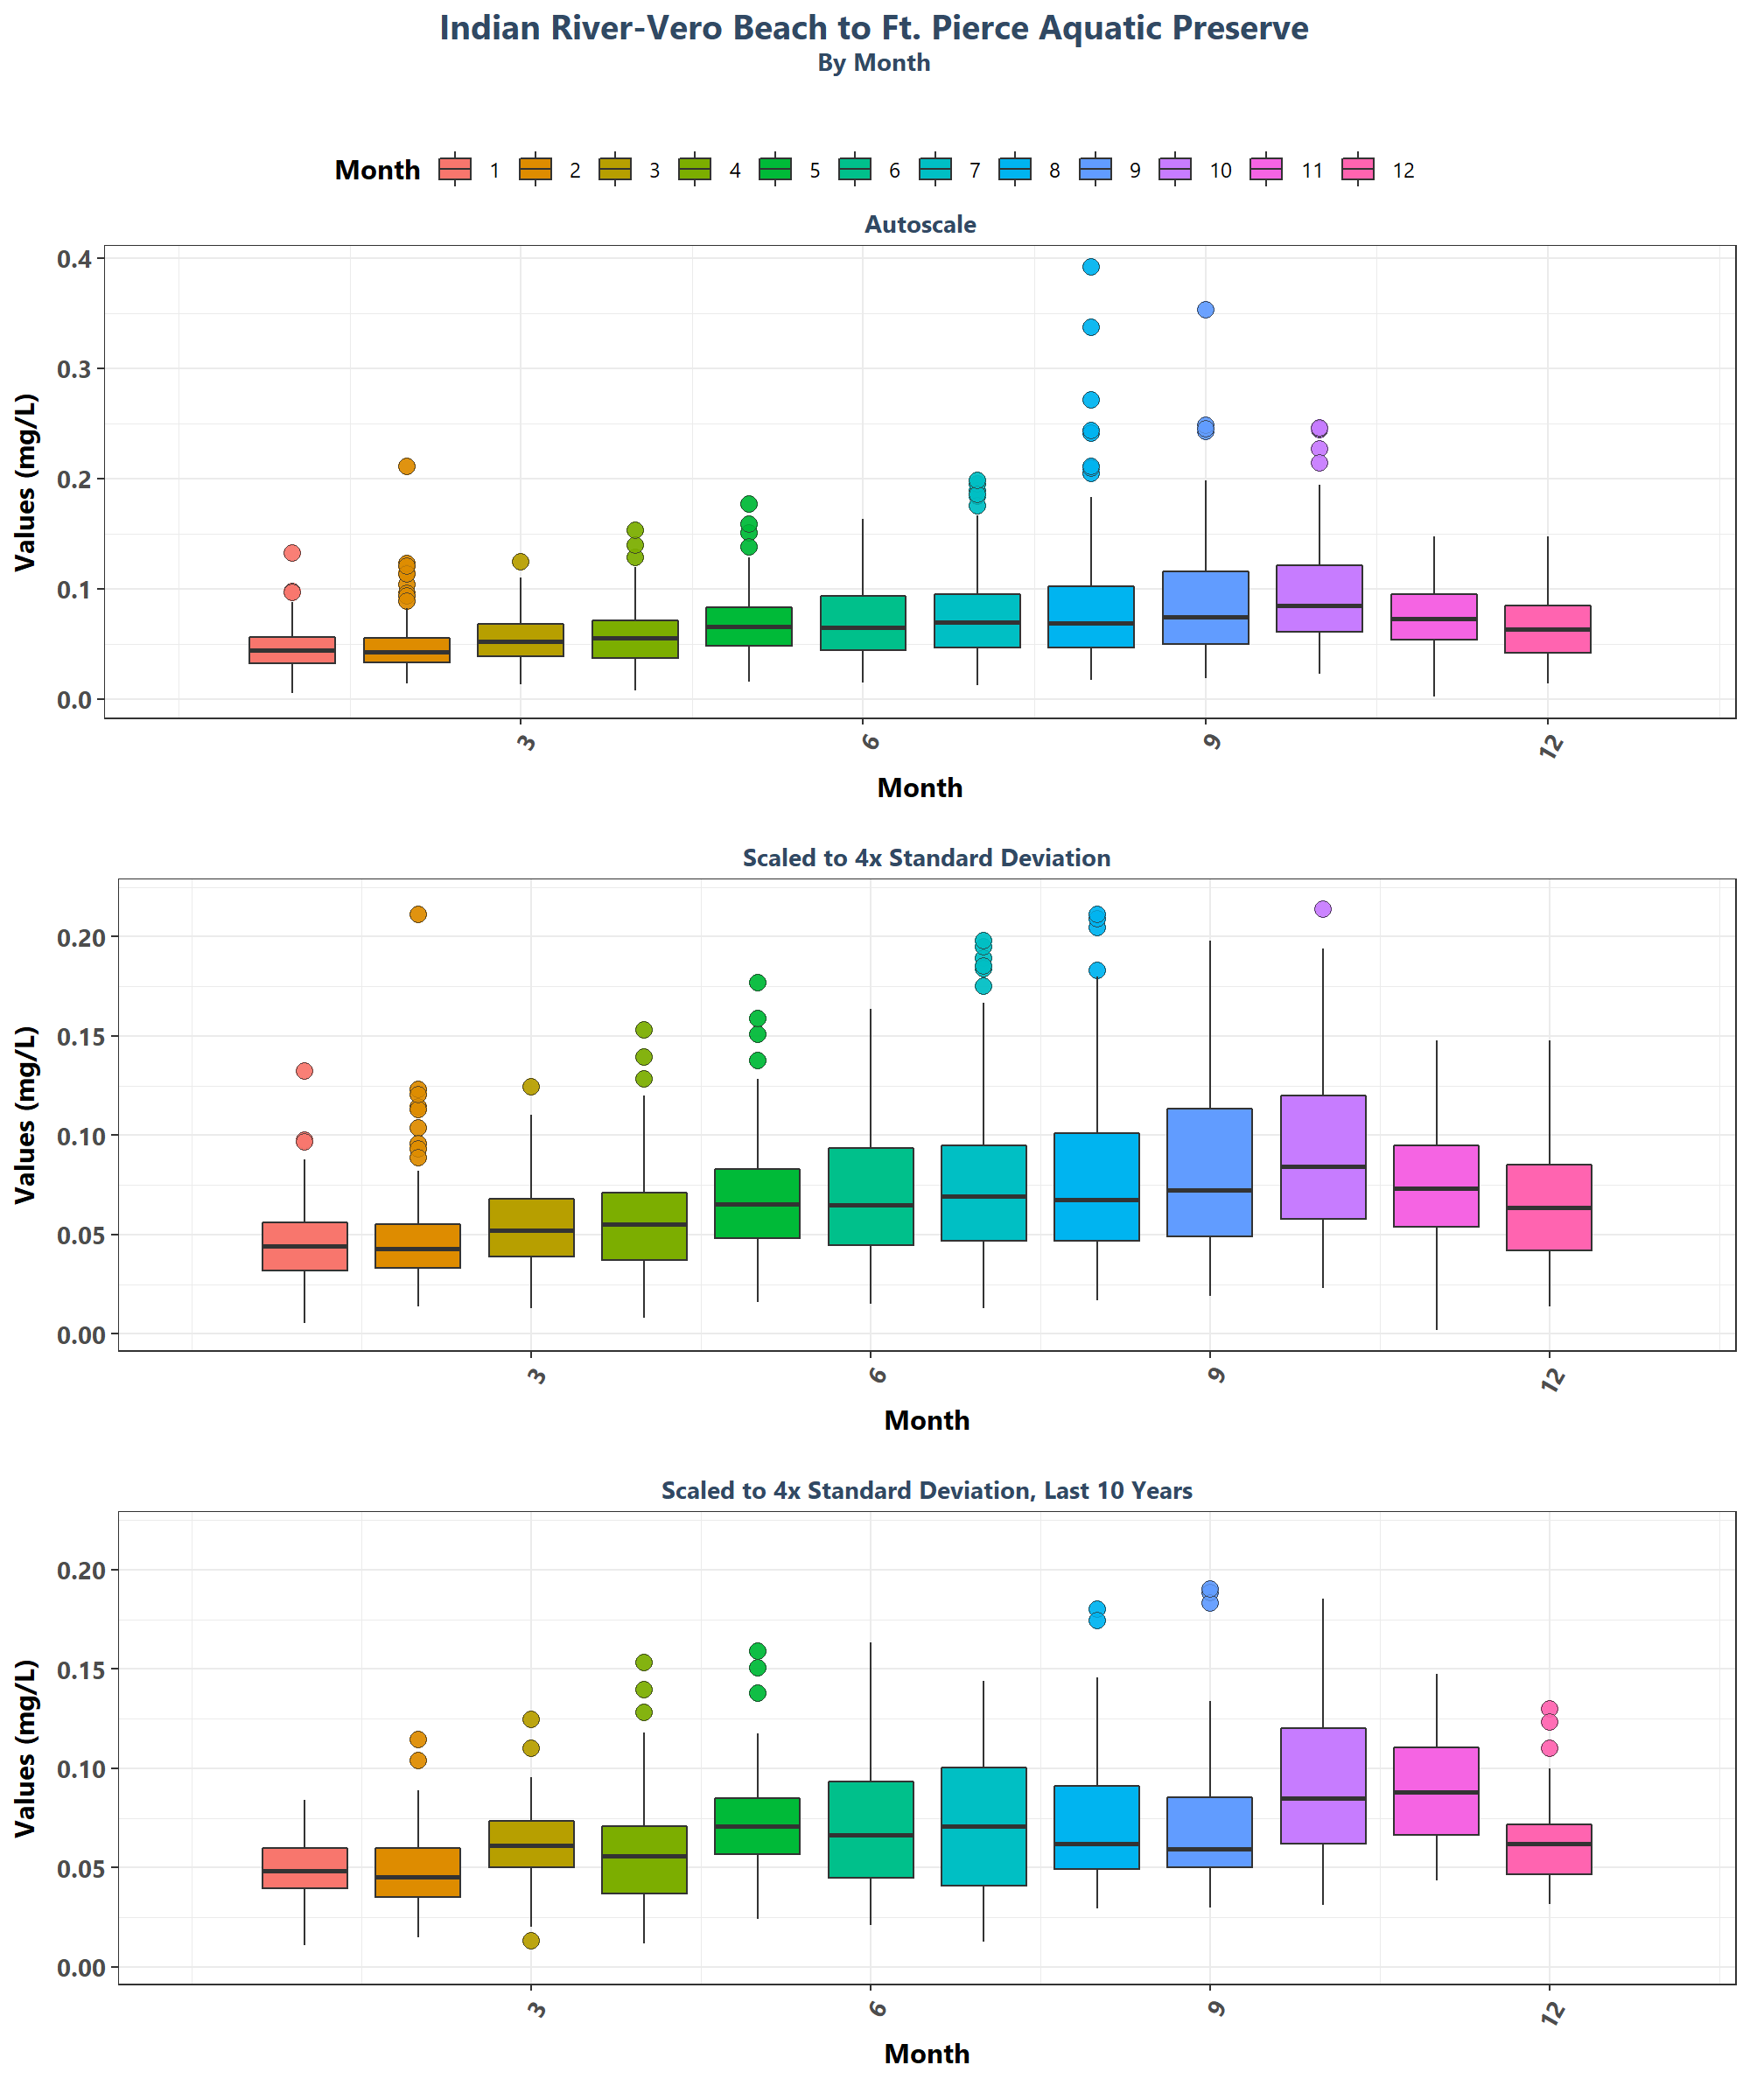 Indian River-Vero Beach to Ft. Pierce Aquatic Preserve
By Month
Month 1 2 3 4 5 6 7 8 9 10 11 12
Autoscale
Values (mg/L)
0.4
0.3
0.2
0.1
0.0
3 6 9 12
Month
Scaled to 4x Standard Deviation
Values (mg/L)
0.20
0.15
0.10
0.05
0.00
3 6 9 12
Month
Scaled to 4x Standard Deviation, Last 10 Years
Values (mg/L)
0.20
0.15
0.10
0.05
0.00
3 6 9 12
Month